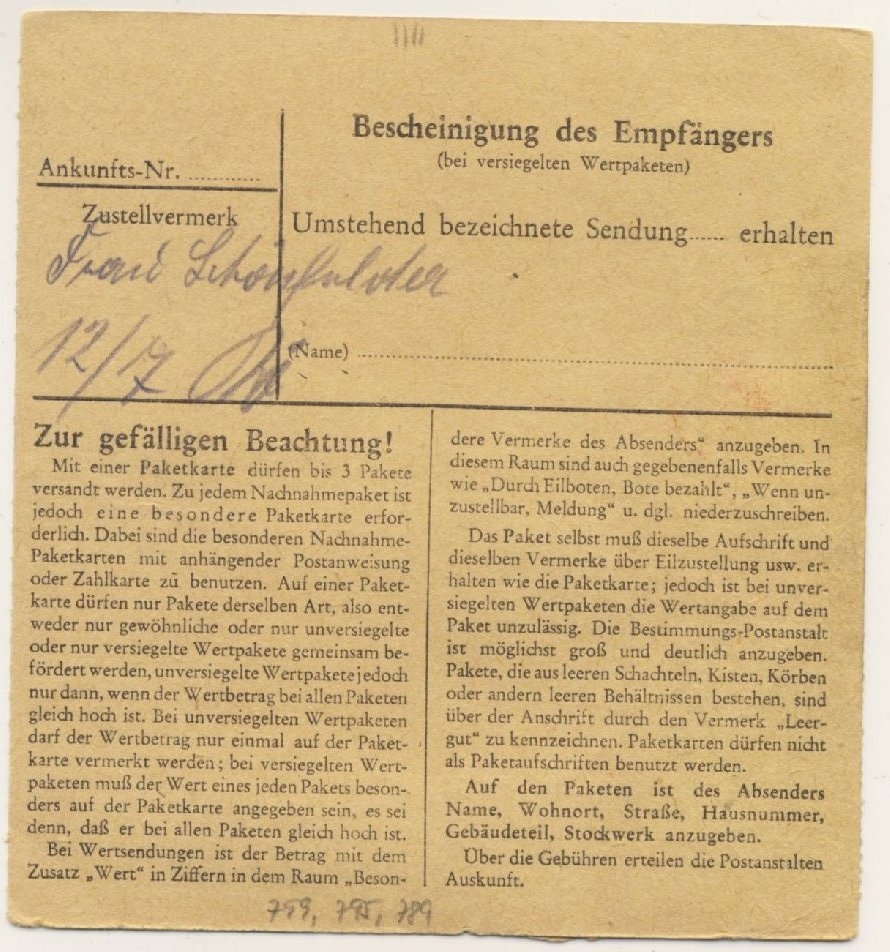 Ankunfts-Nr. ............
Zustellvermerk
Frau Schönfelder
12/17
Bescheinigung des Empfängers
(bei versiegelten Wertpaketen)
Umstehend bezeichnete Sendung...... erhalten
(Name) ............
Zur gefälligen Beachtung!
Mit einer Paketkarte dürfen bis 3 Pakete
versandt werden. Zu jedem Nachnahmepaket ist
jedoch eine besondere Paketkarte erfor-
derlich. Dabei sind die besonderen Nachnahme-
Paketkarten mit anhängender Postanweisung
oder Zahlkarte zu benutzen. Auf einer Paket-
karte dürfen nur Pakete derselben Art, also ent-
weder nur gewöhnliche oder nur unversiegelte
oder nur versiegelte Wertpakete gemeinsam be-
fördert werden, unversiegelte Wertpakete jedoch
nur dann, wenn der Wertbetrag bei allen Paketen
gleich hoch ist. Bei unversiegelten Wertpaketen
darf der Wertbetrag nur einmal auf der Paket-
karte vermerkt werden; bei versiegelten Wert-
paketen muß der Wert eines jeden Pakets beson-
ders auf der Paketkarte angegeben sein, es sei
denn, daß er bei allen Paketen gleich hoch ist.
Bei Wertsendungen ist der Betrag mit dem
Zusatz „Wert“ in Ziffern in dem Raum „Beson-
dere Vermerke des Absenders“ anzugeben. In
diesem Raum sind auch gegebenenfalls Vermerke
wie „Durch Eilboten, Bote bezahlt“, „Wenn un-
zustellbar, Meldung“ u. dgl. niederzuschreiben.
Das Paket selbst muß dieselbe Aufschrift und
dieselben Vermerke über Eilzustellung usw. er-
halten wie die Paketkarte; jedoch ist bei unver-
siegelten Wertpaketen die Wertangabe auf dem
Paket unzulässig. Die Bestimmungs-Postanstalt
ist möglichst groß und deutlich anzugeben.
Pakete, die aus leeren Schachteln, Kisten, Körben
oder andern leeren Behältnissen bestehen, sind
über der Anschrift durch den Vermerk „Leer-
gut“ zu kennzeichnen. Paketkarten dürfen nicht
als Paketaufschriften benutzt werden.
Auf den Paketen ist des Absenders
Name, Wohnort, Straße, Hausnummer,
Gebäudeteil, Stockwerk anzugeben.
Über die Gebühren erteilen die Postanstalten
Auskunft.
799, 795, 789